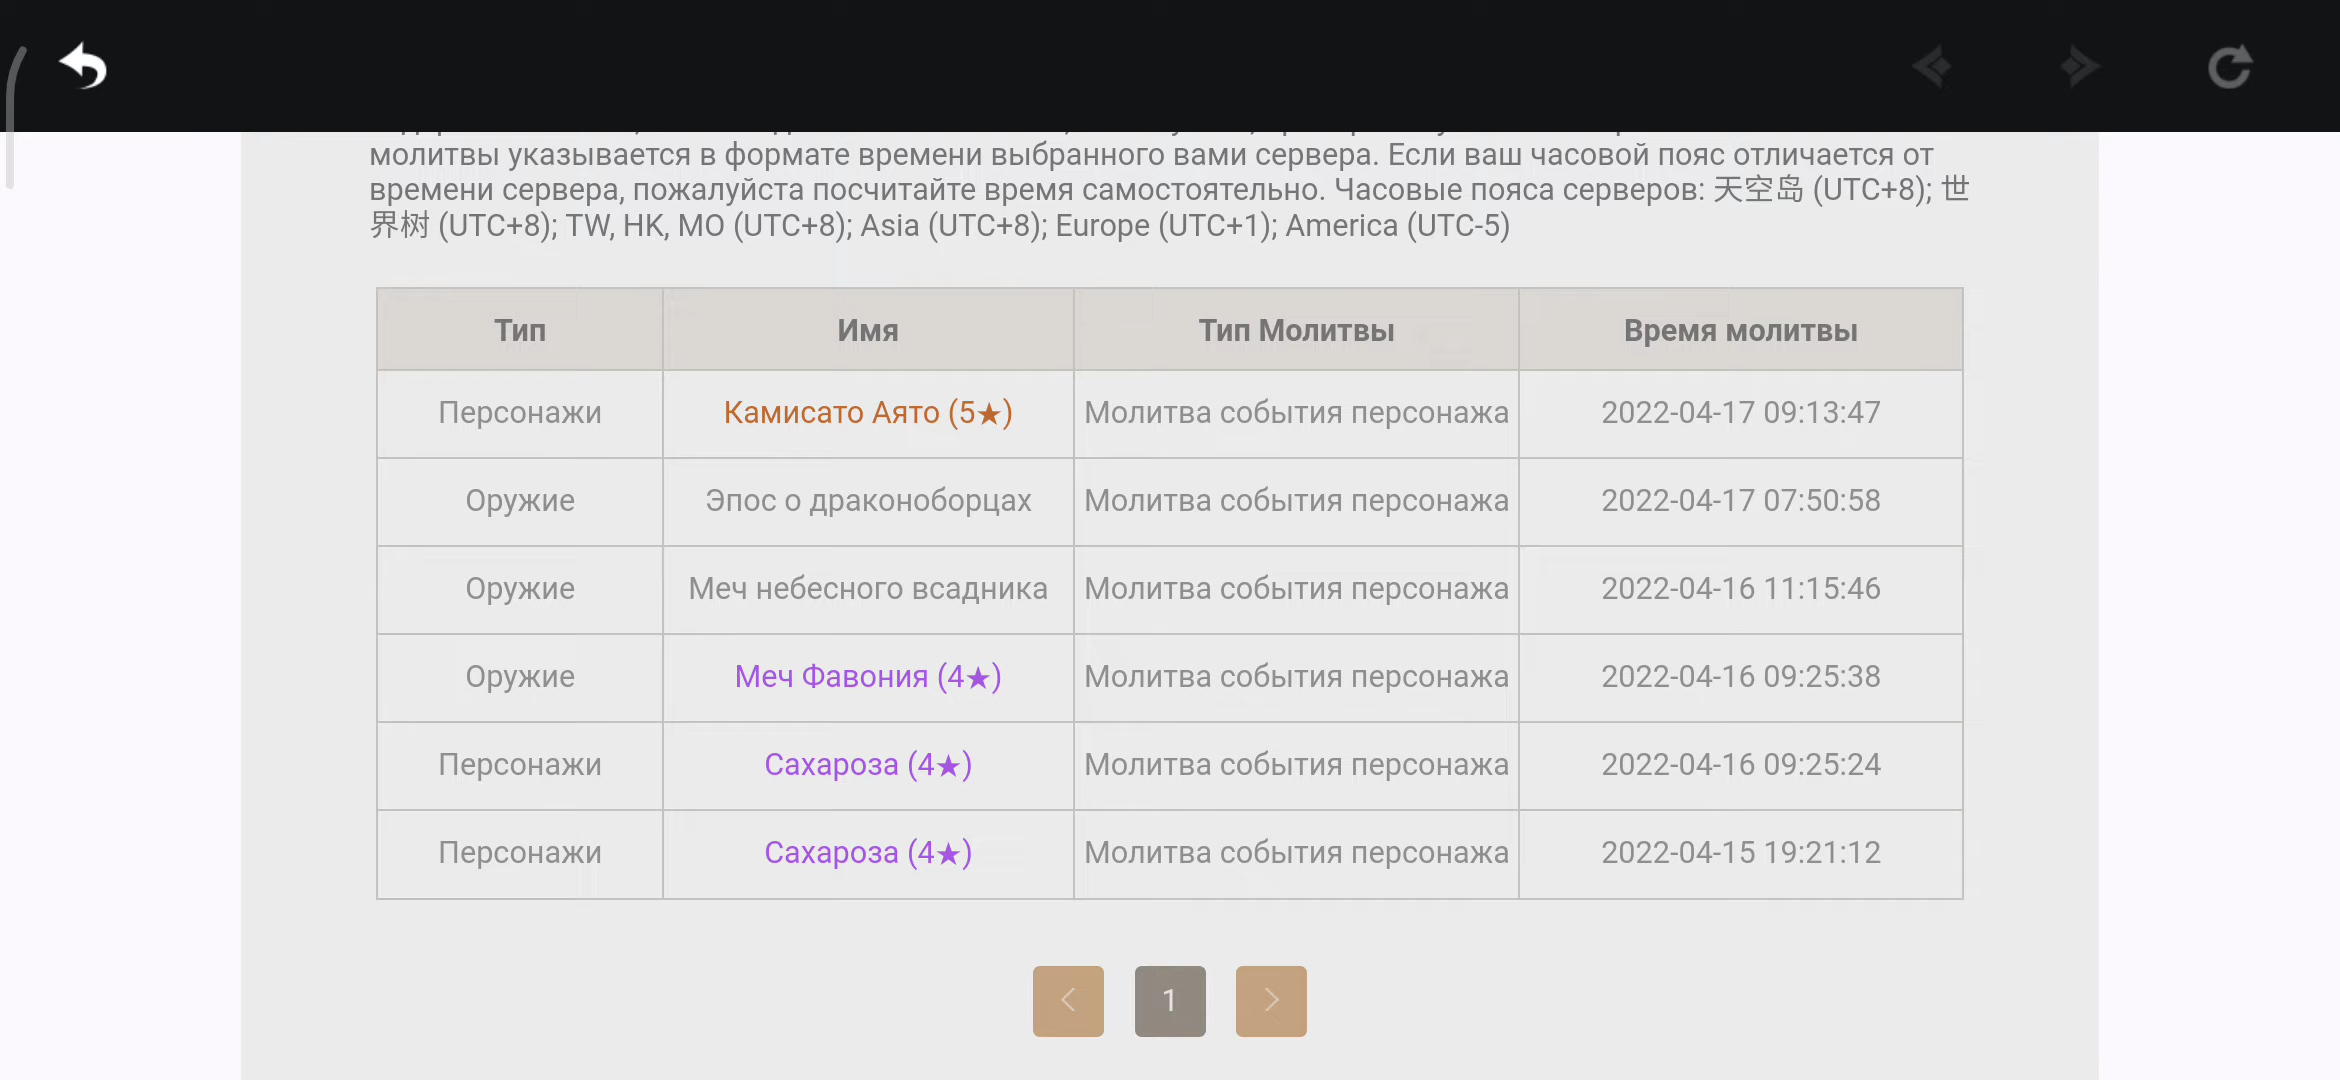 молитвы указывается в формате времени выбранного вами сервера. Если ваш часовой пояс отличается от
времени сервера, пожалуйста посчитайте время самостоятельно. Часовые пояса серверов: 天空岛 (UTC+8); 世
界树 (UTC+8); TW, HK, MO (UTC+8); Asia (UTC+8); Europe (UTC+1); America (UTC-5)
Тип Имя Тип Молитвы Время молитвы
Персонажи Камисато Аято (5★) Молитва события персонажа 2022-04-17 09:13:47
Оружие Эпос о драконоборцах Молитва события персонажа 2022-04-17 07:50:58
Оружие Меч небесного всадника Молитва события персонажа 2022-04-16 11:15:46
Оружие Меч Фавония (4★) Молитва события персонажа 2022-04-16 09:25:38
Персонажи Сахароза (4★) Молитва события персонажа 2022-04-16 09:25:24
Персонажи Сахароза (4★) Молитва события персонажа 2022-04-15 19:21:12
1